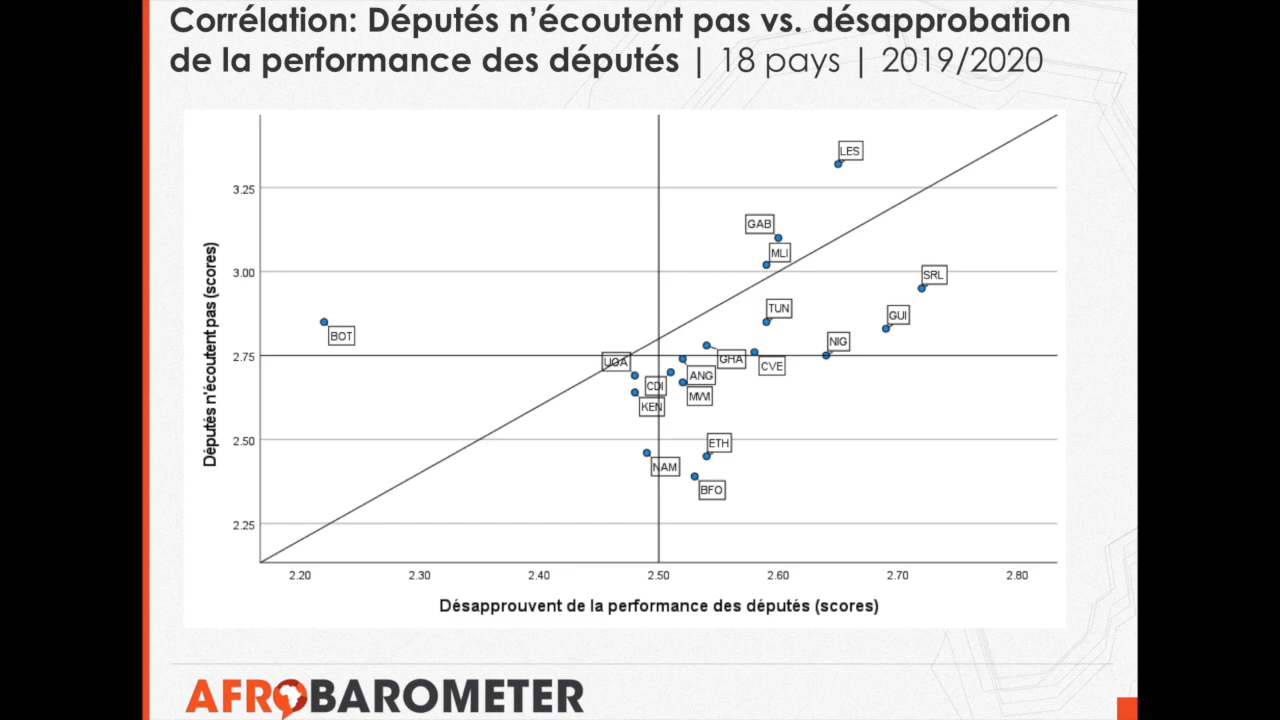 Corrélation: Députés n'écoutent pas vs. désapprobation
de la performance des députés | 18 pays | 2019/2020
LES
3.25
GAB
MLI
3.00
SRL
TUN
GUI
BOT
NIG
2.75
UGA
GHA
CVE
ANG
CDI
MWI
KEN
2.50
ETH
NAM
BFO
2.25
Députés n'écoutent pas (scores)
2.20 2.30 2.40 2.50 2.60 2.70 2.80
Désapprouvent de la performance des députés (scores)
AFROBAROMETER